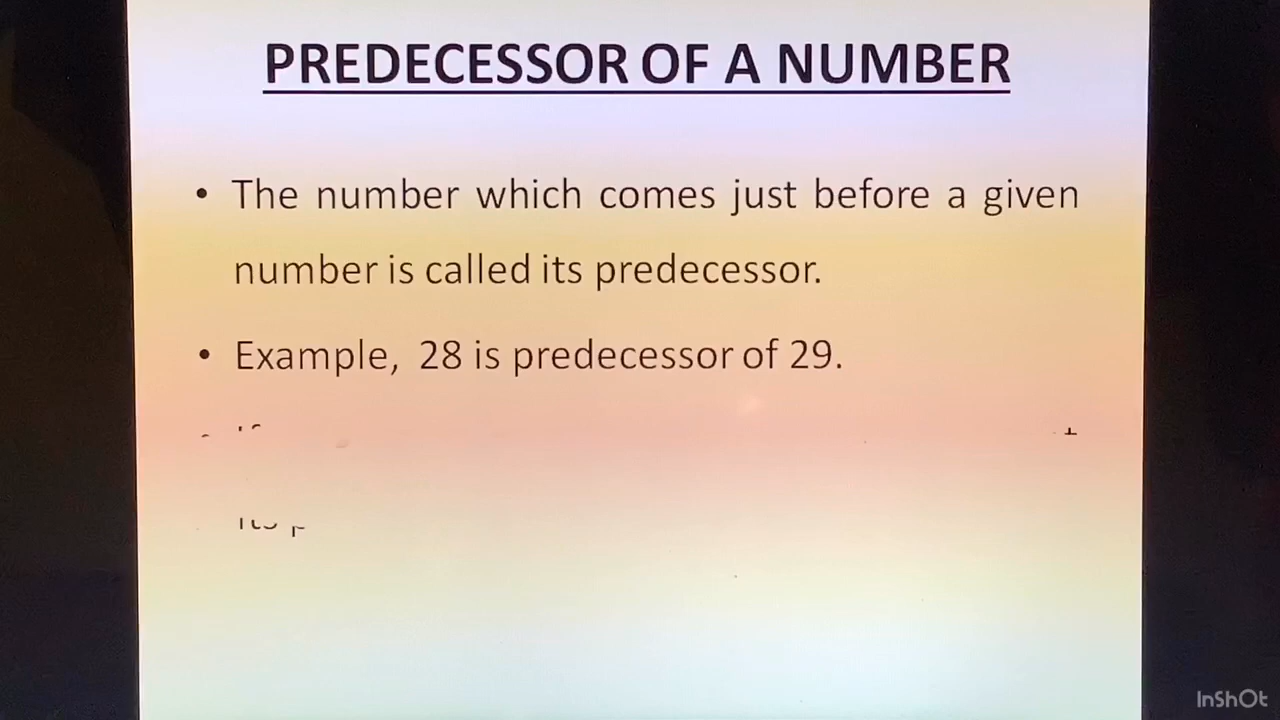 PREDECESSOR OF A NUMBER
• The number which comes just before a given
number is called its predecessor.
• Example, 28 is predecessor of 29.
InShOt